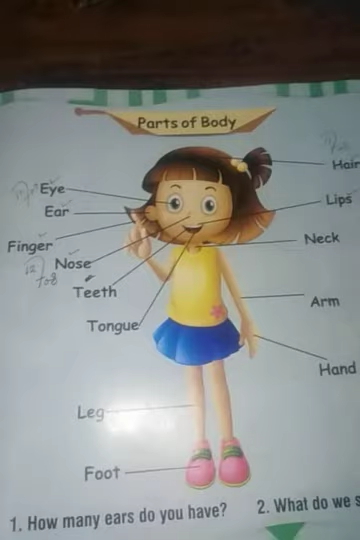 Parts of Body
Hair
Eye
Lips
Ear
Neck
Finger
Nose
Teeth
Arm
Tongue
Hand
Leg
Foot
1. How many ears do you have?
2. What do we